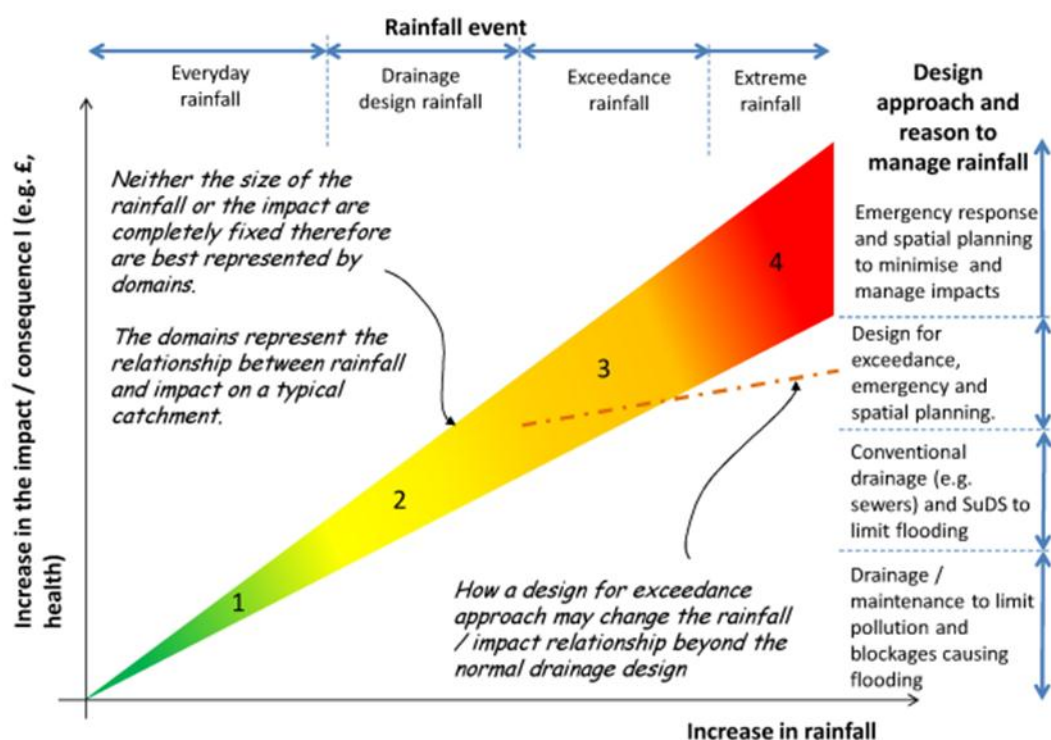 Rainfall event
Everyday
rainfall
Drainage
design rainfall
Exceedance
rainfall
Extreme
rainfall
Design
approach and
reason to
manage rainfall
Increase in the impact / consequence I (e.g. £,
health)
Neither the size of the
rainfall or the impact are
completely fixed therefore
are best represented by
domains.
The domains represent the
relationship between rainfall
and impact on a typical
catchment.
1
2
3
4
How a design for exceedance
approach may change the rainfall
/ impact relationship beyond the
normal drainage design
Emergency response
and spatial planning
to minimise and
manage impacts
Design for
exceedance,
emergency and
spatial planning.
Conventional
drainage (e.g.
sewers) and SuDS to
limit flooding
Drainage /
maintenance to limit
pollution and
blockages causing
flooding
Increase in rainfall